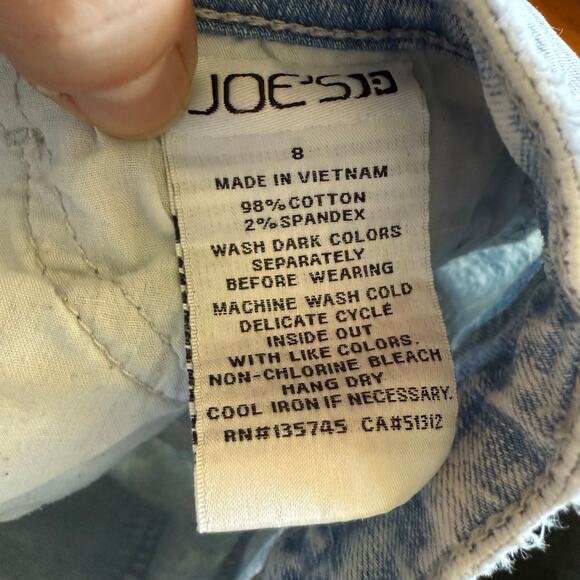 JOE'S
8
MADE IN VIETNAM
98% COTTON
2% SPANDEX
WASH DARK COLORS
SEPARATELY
BEFORE WEARING
MACHINE WASH COLD
DELICATE CYCLE
INSIDE OUT
WITH LIKE COLORS.
NON-CHLORINE BLEACH
HANG DRY
COOL IRON IF NECESSARY.
RN#135745 CA#51312